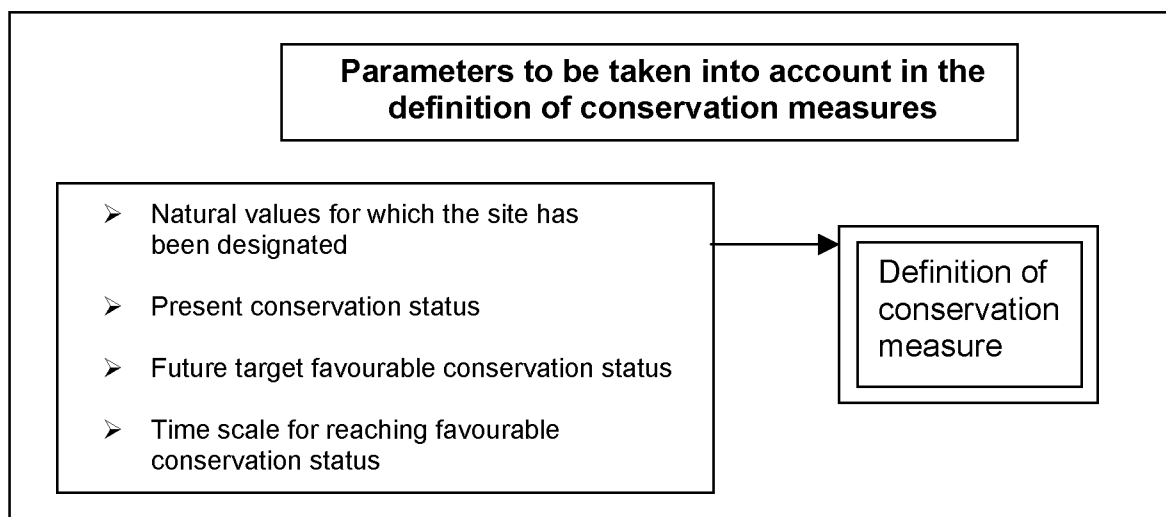 Parameters to be taken into account in the
definition of conservation measures
➢ Natural values for which the site has
been designated
➢ Present conservation status
➢ Future target favourable conservation status
➢ Time scale for reaching favourable
conservation status
Definition of
conservation
measure